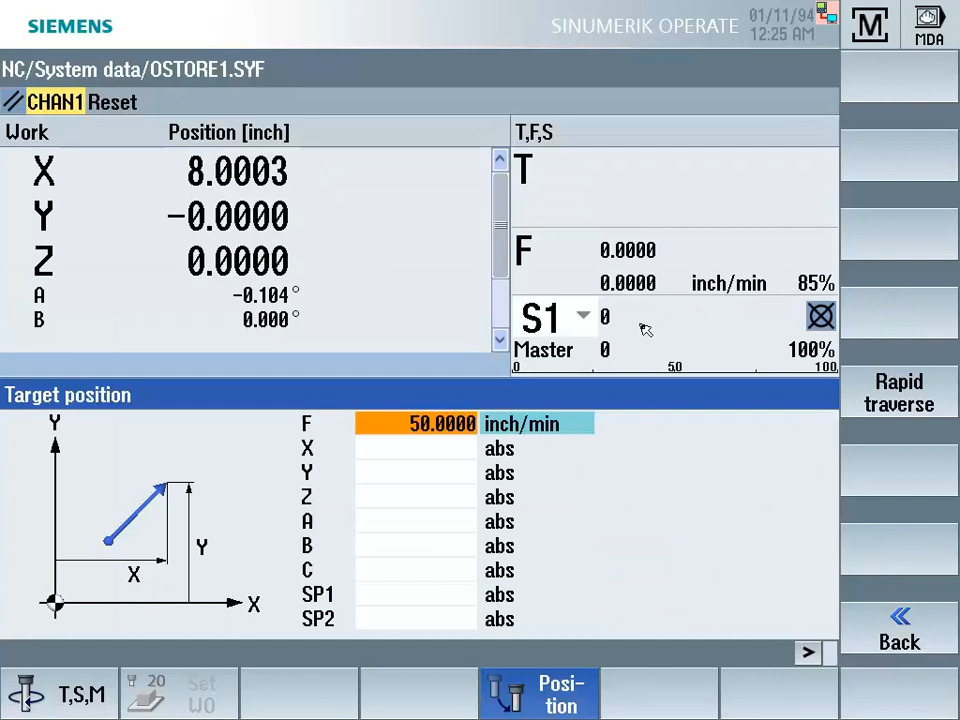 SIEMENS
SINUMERIK OPERATE
01/11/94
12:25 AM
M
MDA
NC/System data/OSTORE1.SYF
CHAN1 Reset
Work Position [inch]
T,F,S
X 8.0003
Y -0.0000
Z 0.0000
A -0.104°
B 0.000°
T
F 0.0000
0.0000 inch/min 85%
S1 0
Master 0 100%
0 50 100
Rapid
traverse
Target position
Y
Y
X
X
F 50.0000 inch/min
X abs
Y abs
Z abs
A abs
B abs
C abs
SP1 abs
SP2 abs
Back
>
T,S,M
20
Set
WO
Posi-
tion